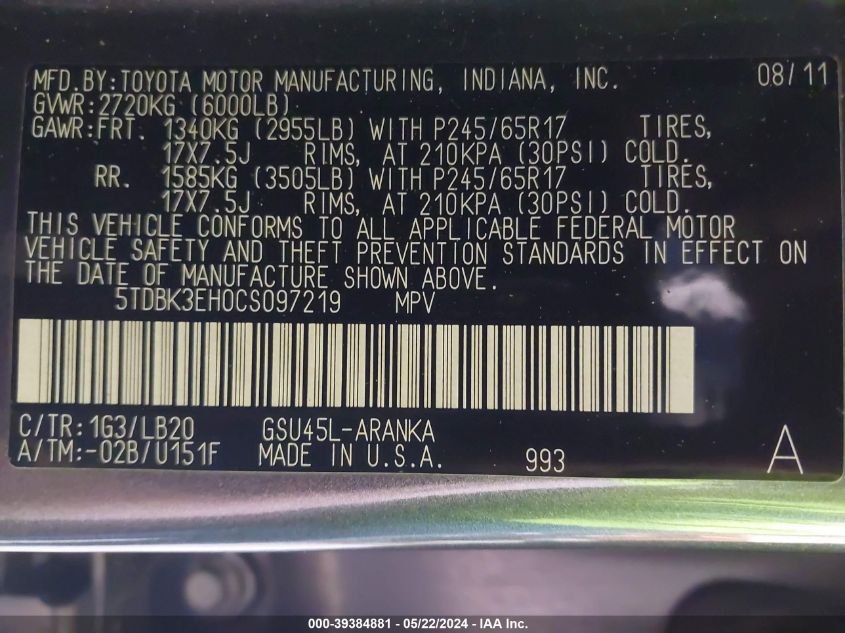 MFD.BY:TOYOTA MOTOR MANUFACTURING, INDIANA, INC. 08/11
GVWR:2720KG (6000LB)
GAWR:FRT. 1340KG (2955LB) WITH P245/65R17 TIRES,
17X7.5J RIMS, AT 210KPA (30PSI) COLD.
RR. 1585KG (3505LB) WITH P245/65R17 TIRES,
17X7.5J RIMS, AT 210KPA (30PSI) COLD.
THIS VEHICLE CONFORMS TO ALL APPLICABLE FEDERAL MOTOR
VEHICLE SAFETY AND THEFT PREVENTION STANDARDS IN EFFECT ON
THE DATE OF MANUFACTURE SHOWN ABOVE.
5TDBK3EH0CS097219 MPV
C/TR:1G3/LB20 GSU45L-ARANKA
A/TM:-02B/U151F MADE IN U.S.A. 993 A
000-39384881 - 05/22/2024 - IAA Inc.